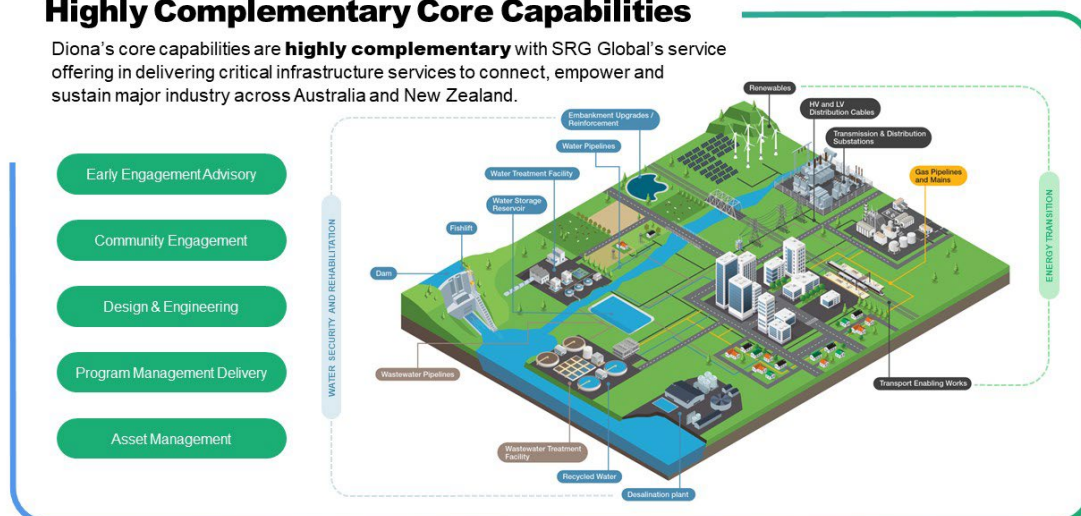 Highly Complementary Core Capabilities
Diona's core capabilities are highly complementary with SRG Global's service
offering in delivering critical infrastructure services to connect, empower and
sustain major industry across Australia and New Zealand.
Early Engagement Advisory
Community Engagement
Design & Engineering
Program Management Delivery
Asset Management
WATER SECURITY AND REHABILITATION
Renewables
HV and LV
Distribution Cables
Embankment Upgrades /
Reinforcement
Transmission & Distribution
Substations
Water Pipelines
Water Treatment Facility
Gas Pipelines
and Mains
Water Storage
Reservoir
Fishlift
Dam
Wastewater Pipelines
Transport Enabling Works
Wastewater Treatment
Facility
Recycled Water
Desalination plant
ENERGY TRANSITION